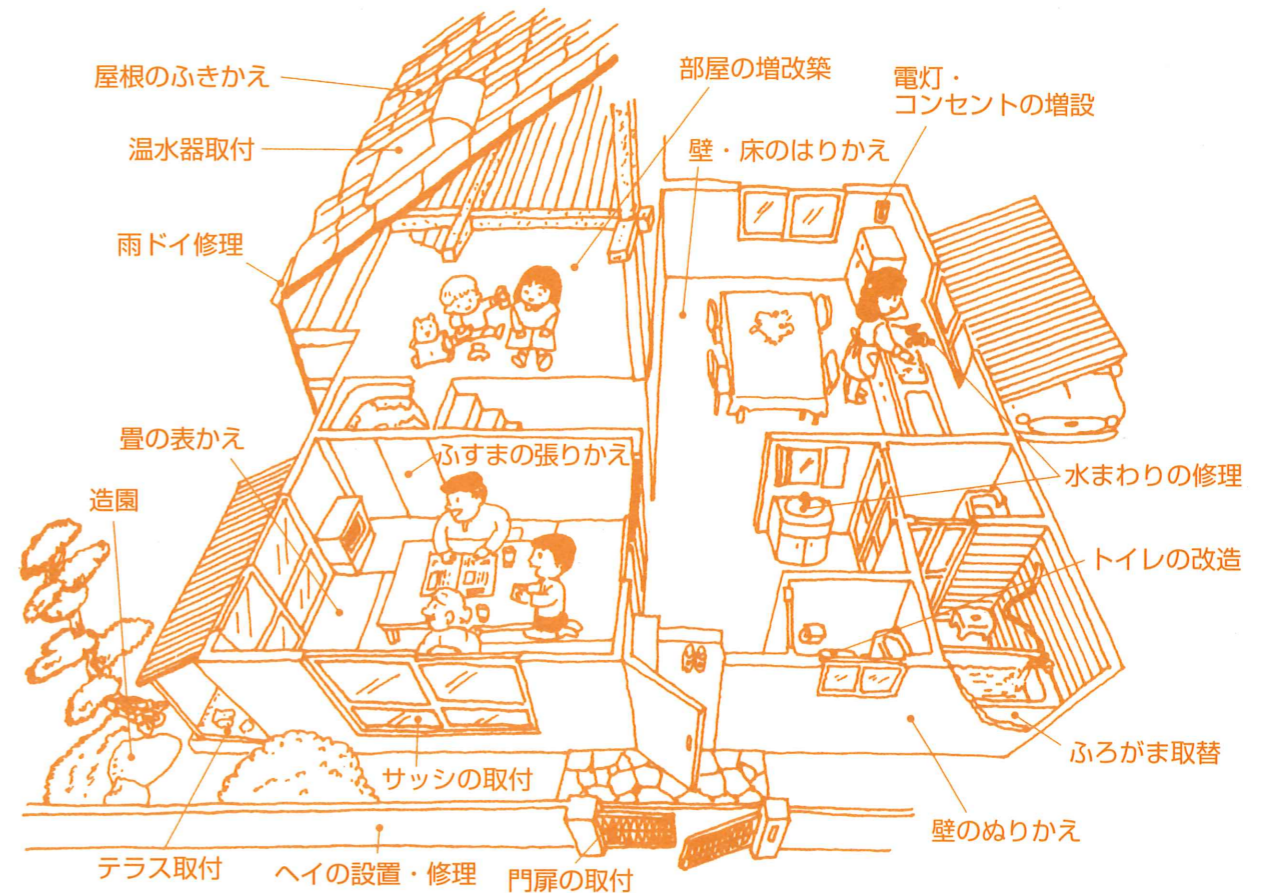 屋根のふきかえ
部屋の増改築
電灯・
コンセントの増設
温水器取付
壁・床のはりかえ
雨ドイ修理
畳の表かえ
ふすまの張りかえ
水まわりの修理
造園
トイレの改造
サッシの取付
ふろがま取替
壁のぬりかえ
テラス取付
ヘイの設置・修理
門扉の取付